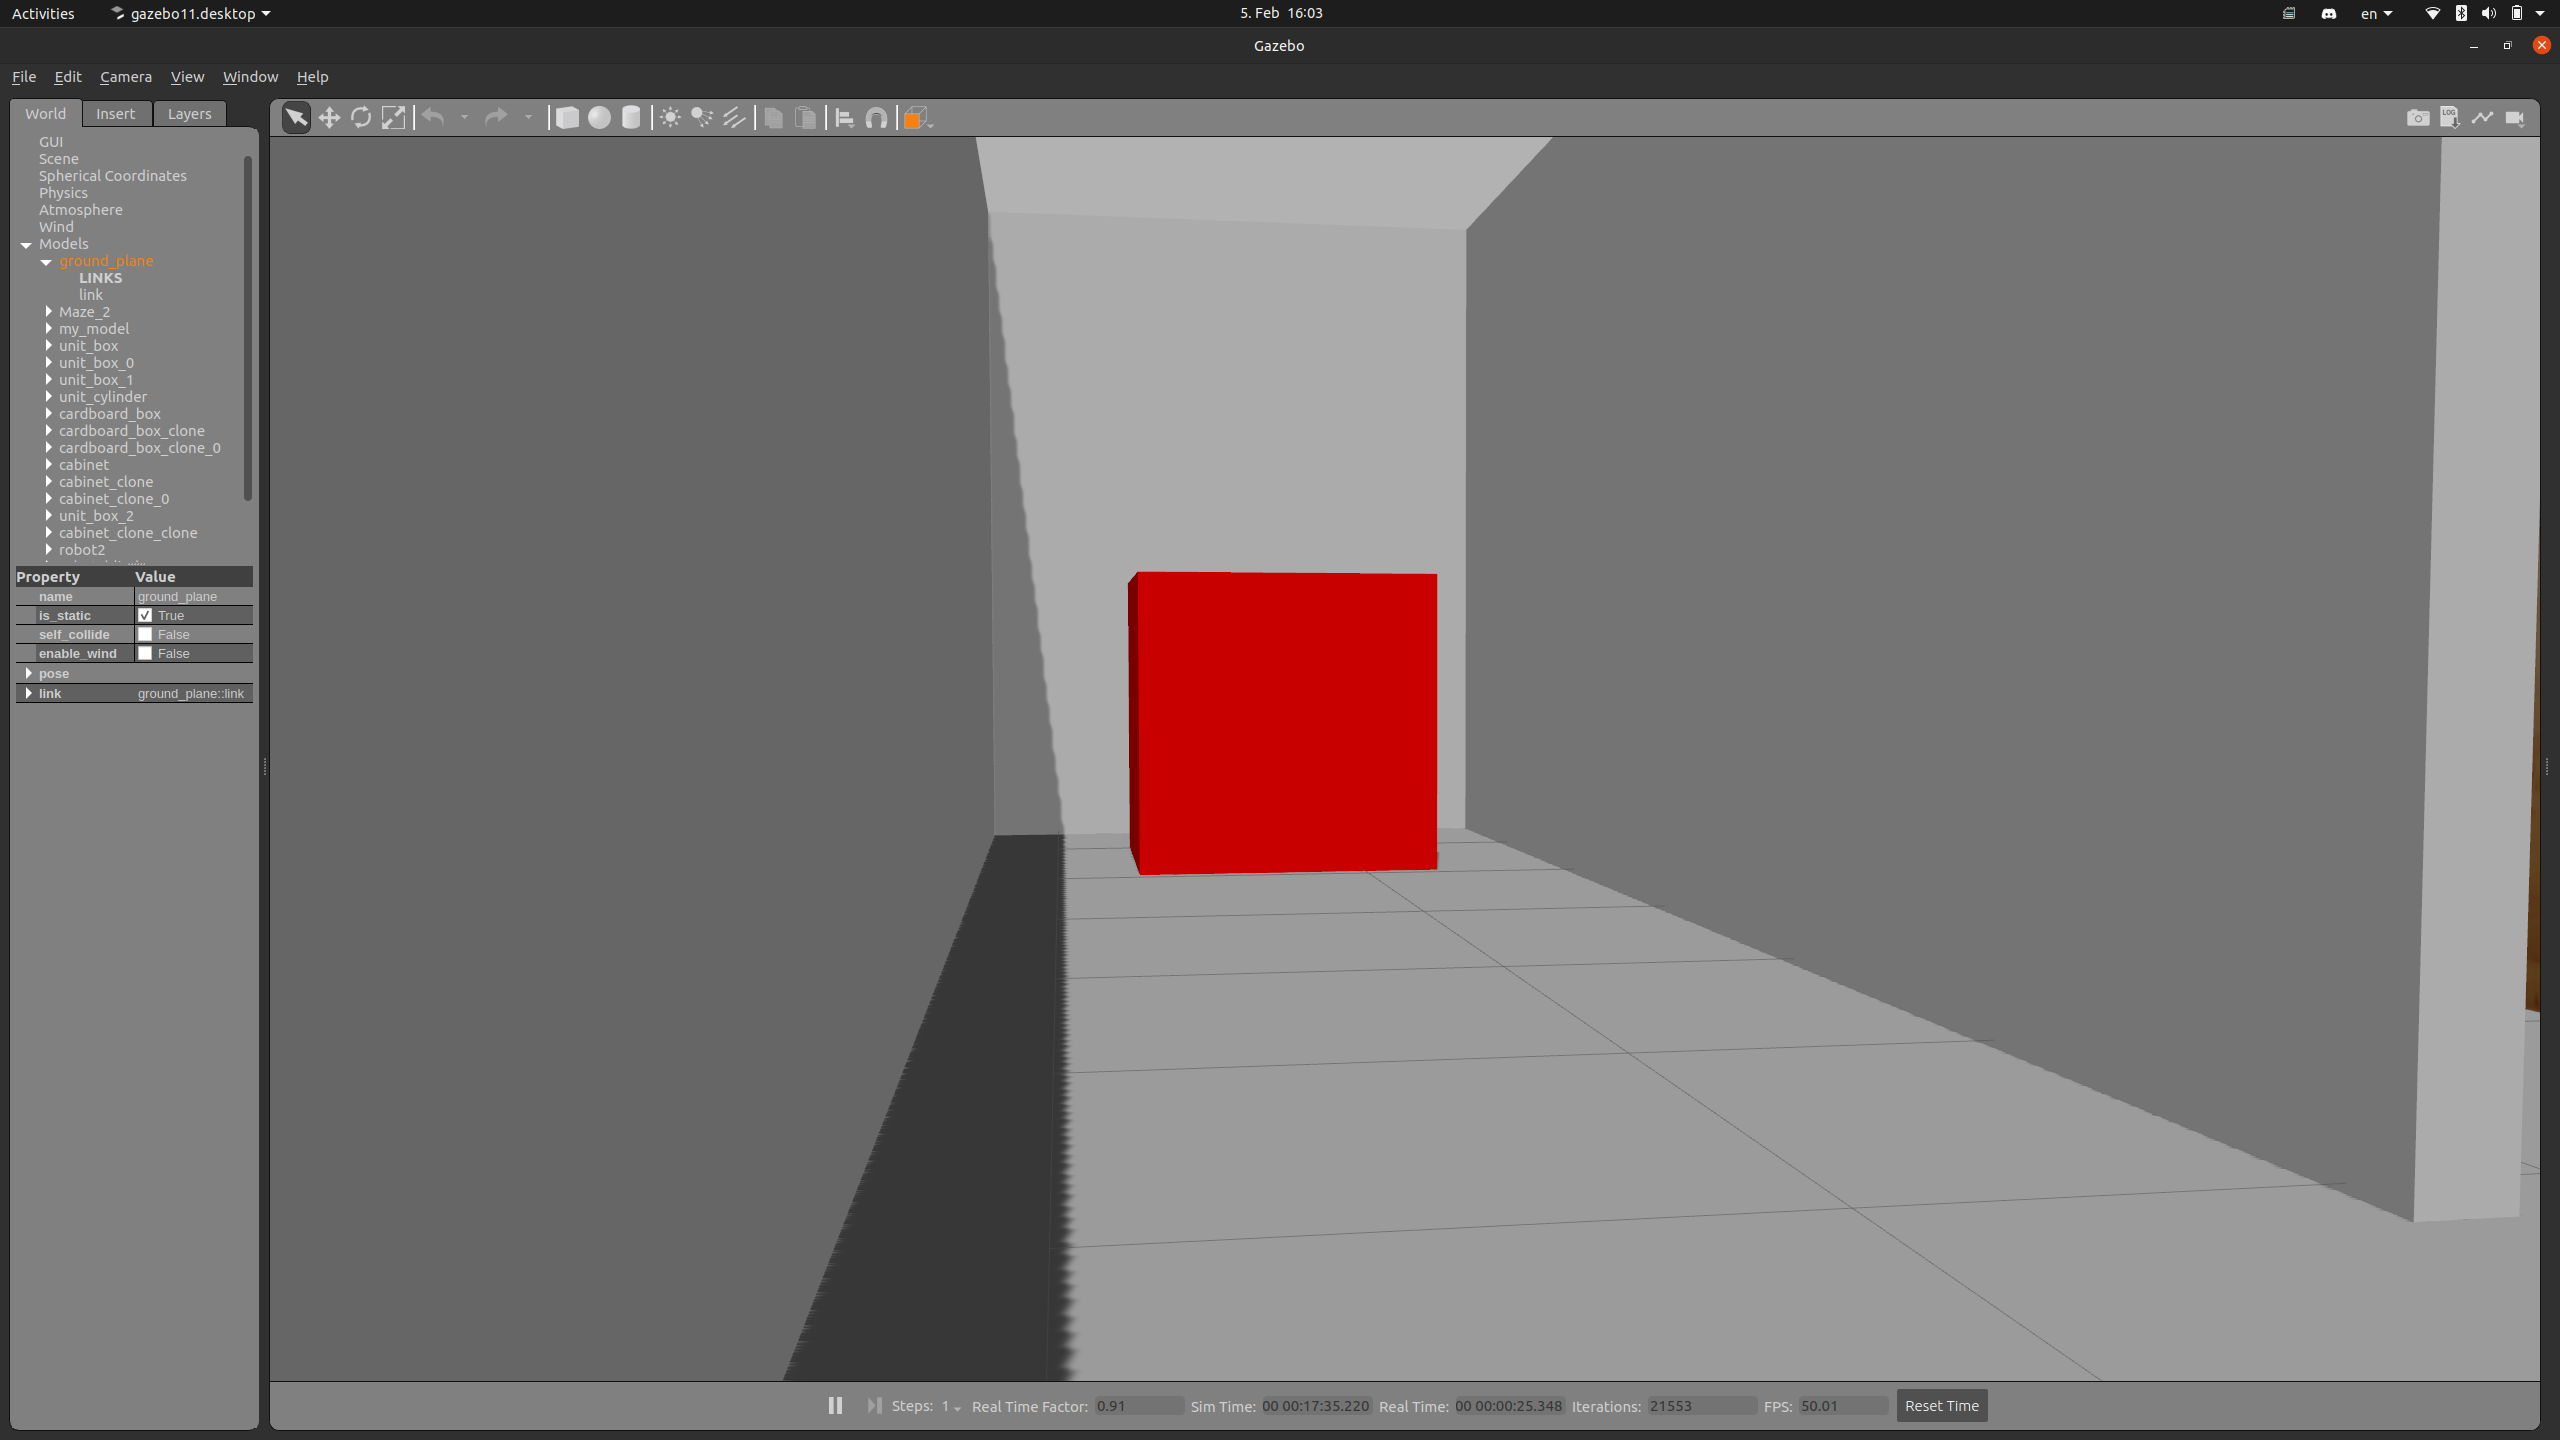 Activities gazebo11.desktop 5. Feb 16:03 en
Gazebo
File Edit Camera View Window Help
World Insert Layers
LOG
GUI
Scene
Spherical Coordinates
Physics
Atmosphere
Wind
Models
ground_plane
LINKS
link
Maze_2
my_model
unit_box
unit_box_0
unit_box_1
unit_cylinder
cardboard_box
cardboard_box_clone
cardboard_box_clone_0
cabinet
cabinet_clone
cabinet_clone_0
unit_box_2
cabinet_clone_clone
robot2
Property Value
name ground_plane
is_static True
self_collide False
enable_wind False
pose
link ground_plane::link
Steps: 1 Real Time Factor: 0.91 Sim Time: 00 00:17:35.220 Real Time: 00 00:00:25.348 Iterations: 21553 FPS: 50.01 Reset Time